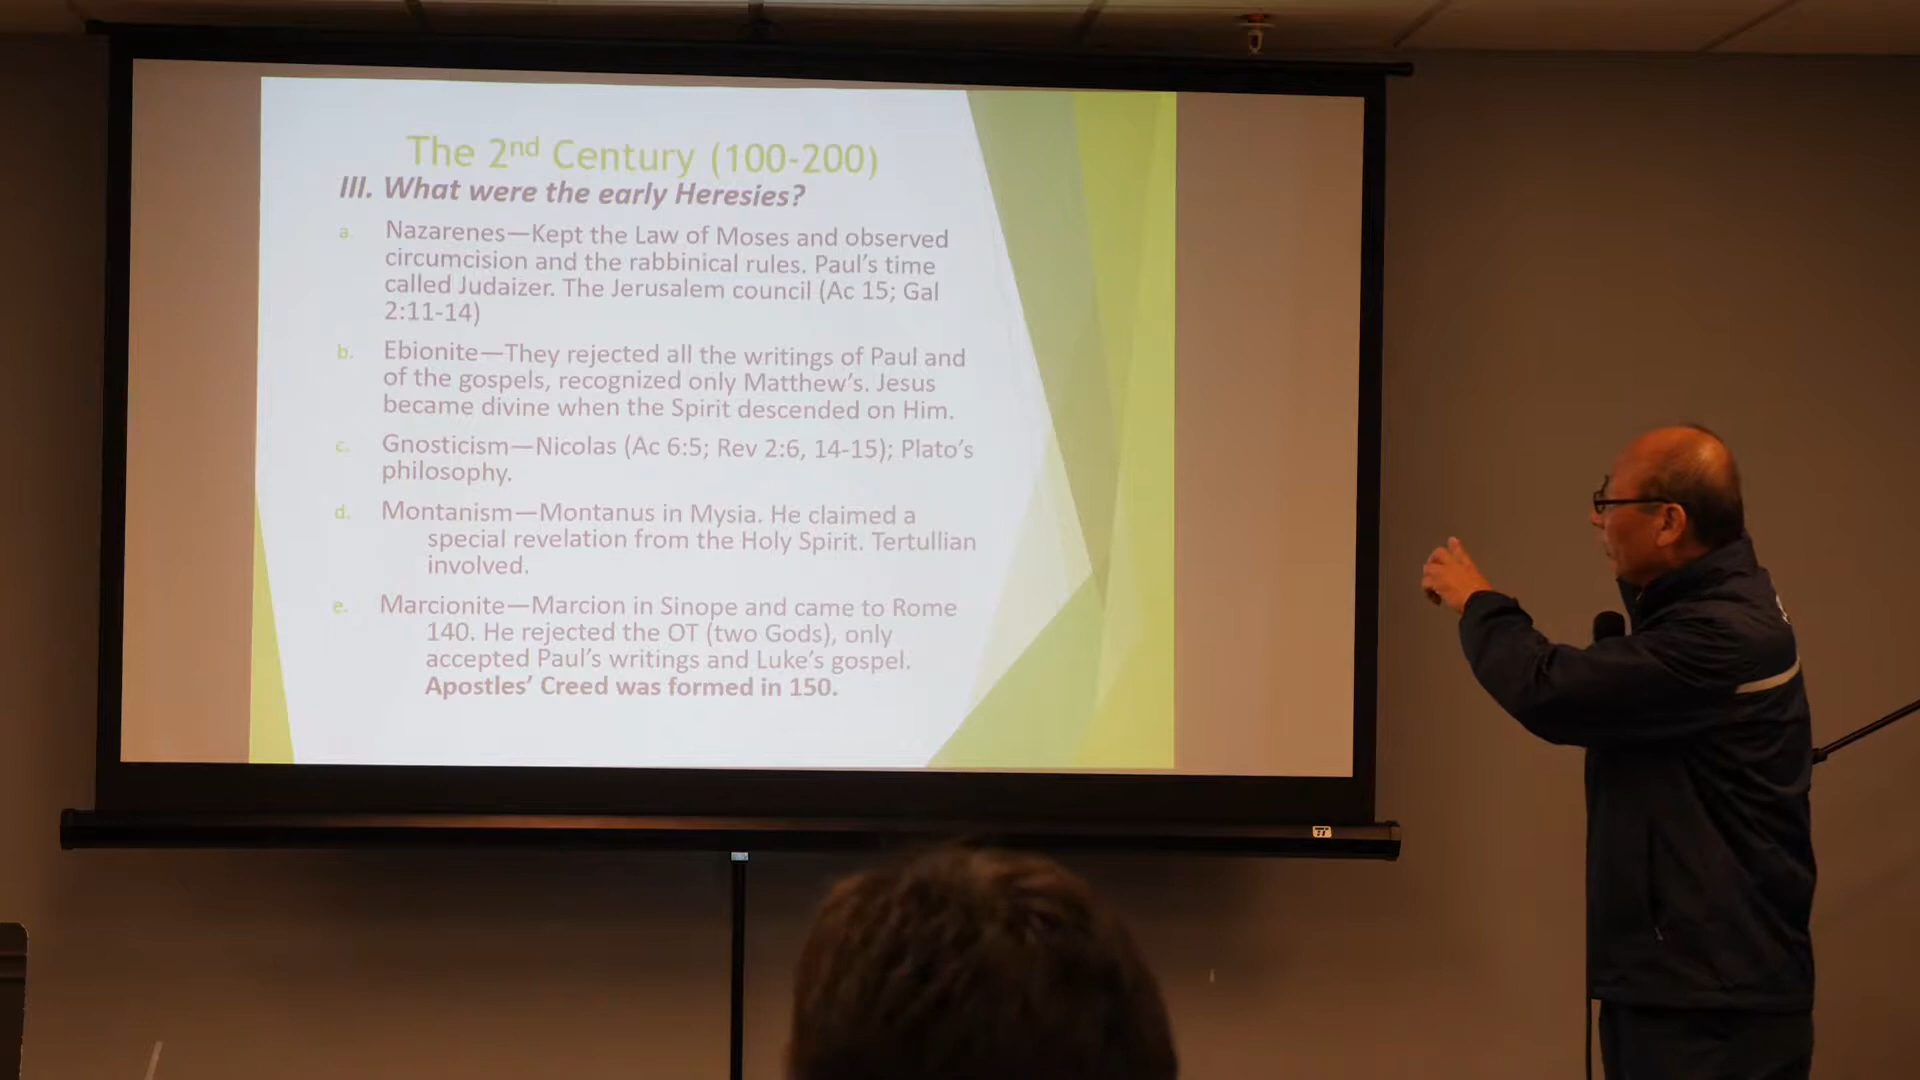 The 2nd Century (100-200)
III. What were the early Heresies?
a. Nazarenes—Kept the Law of Moses and observed
circumcision and the rabbinical rules. Paul's time
called Judaizer. The Jerusalem council (Ac 15; Gal
2:11-14)
b. Ebionite—They rejected all the writings of Paul and
of the gospels, recognized only Matthew's. Jesus
became divine when the Spirit descended on Him.
c. Gnosticism—Nicolas (Ac 6:5; Rev 2:6, 14-15); Plato's
philosophy.
d. Montanism—Montanus in Mysia. He claimed a
special revelation from the Holy Spirit. Tertullian
involved.
e. Marcionite—Marcion in Sinope and came to Rome
140. He rejected the OT (two Gods), only
accepted Paul's writings and Luke's gospel.
Apostles' Creed was formed in 150.